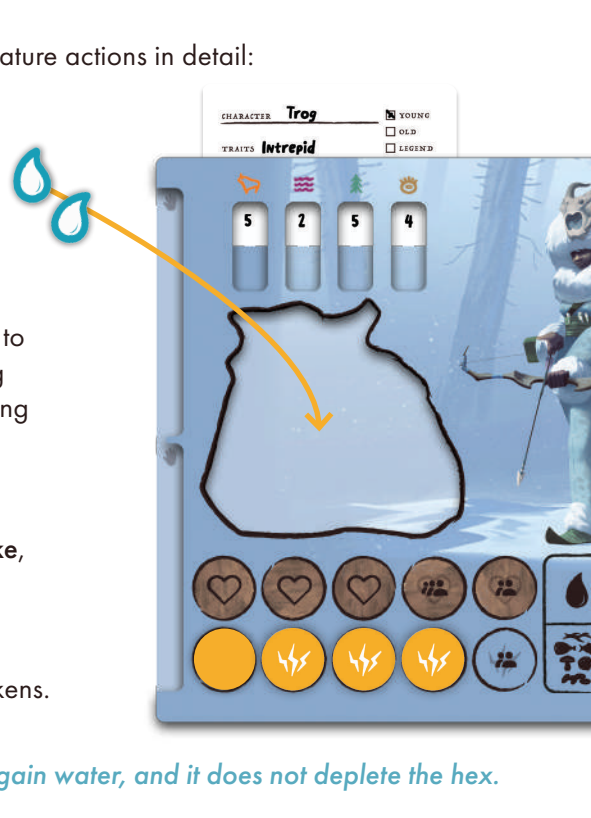 ature actions in detail:
CHARACTER Trog YOUNG
OLD
TRAITS Intrepid LEGEND
5 2 5 4
to
g
ng
ke,
kens.
gain water, and it does not deplete the hex.